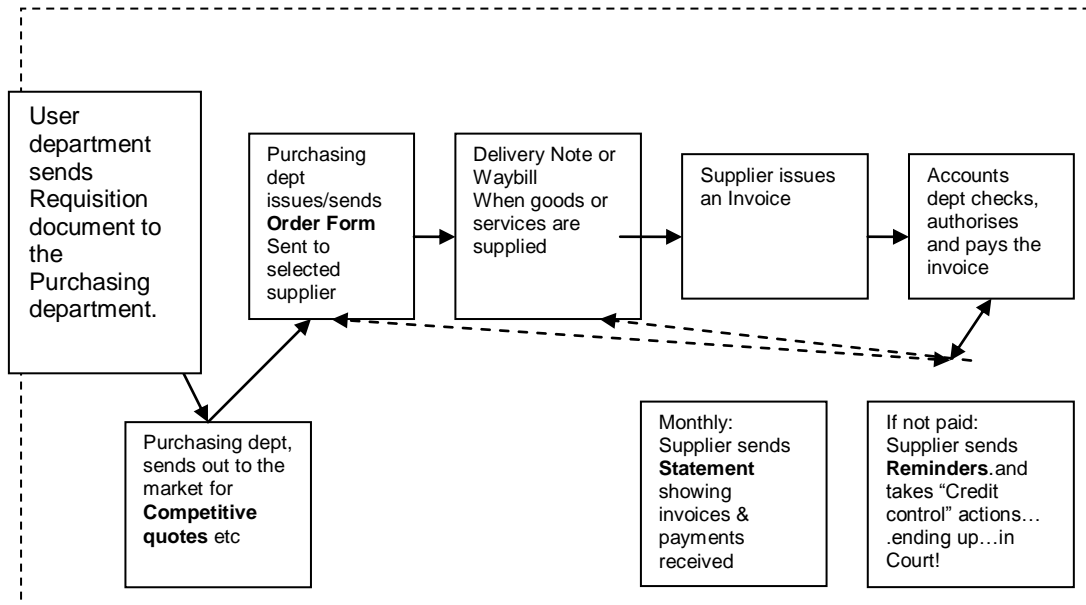 User
department
sends
Requisition
document to
the
Purchasing
department.
Purchasing dept,
sends out to the
market for
Competitive
quotes etc
Purchasing
dept
issues/sends
Order Form
Sent to
selected
supplier
Delivery Note or
Waybill
When goods or
services are
supplied
Supplier issues
an Invoice
Accounts
dept checks,
authorises
and pays the
invoice
Monthly:
Supplier sends
Statement
showing
invoices &
payments
received
If not paid:
Supplier sends
Reminders.and
takes “Credit
control” actions…
.ending up…in
Court!